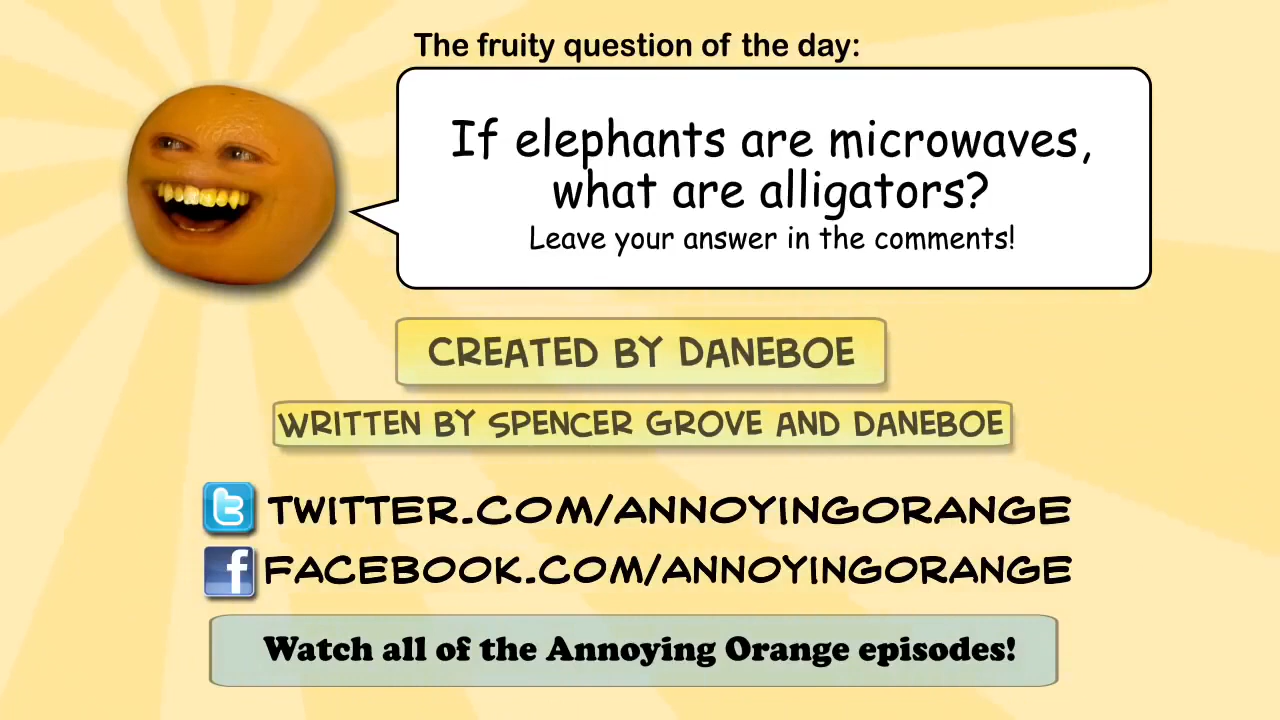 The fruity question of the day:
If elephants are microwaves,
what are alligators?
Leave your answer in the comments!
CREATED BY DANEBOE
WRITTEN BY SPENCER GROVE AND DANEBOE
TWITTER.COM/ANNOYINGORANGE
FACEBOOK.COM/ANNOYINGORANGE
Watch all of the Annoying Orange episodes!